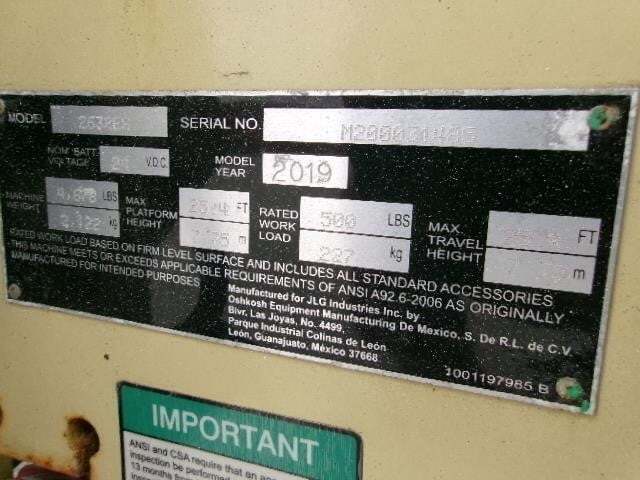 MODEL 2632ES SERIAL NO.
NOM. BATT. VOLTAGE V.D.C. MODEL YEAR 2019
MACHINE WEIGHT LBS kg MAX PLATFORM HEIGHT FT RATED WORK LOAD 500 LBS 227 kg MAX. TRAVEL HEIGHT FT m
RATED WORK LOAD BASED ON FIRM LEVEL SURFACE AND INCLUDES ALL STANDARD ACCESSORIES
THIS MACHINE MEETS OR EXCEEDS APPLICABLE REQUIREMENTS OF ANSI A92.6-2006 AS ORIGINALLY
MANUFACTURED FOR INTENDED PURPOSES
Manufactured for JLG Industries Inc. by
Oshkosh Equipment Manufacturing De Mexico, S. De R.L. de C.V.
Blvr. Las Joyas, No. 4499,
Parque Industrial Colinas de León
León, Guanajuato, México 37668
1001197985 B
IMPORTANT
ANSI and CSA require that an
inspection be performed
13 months from